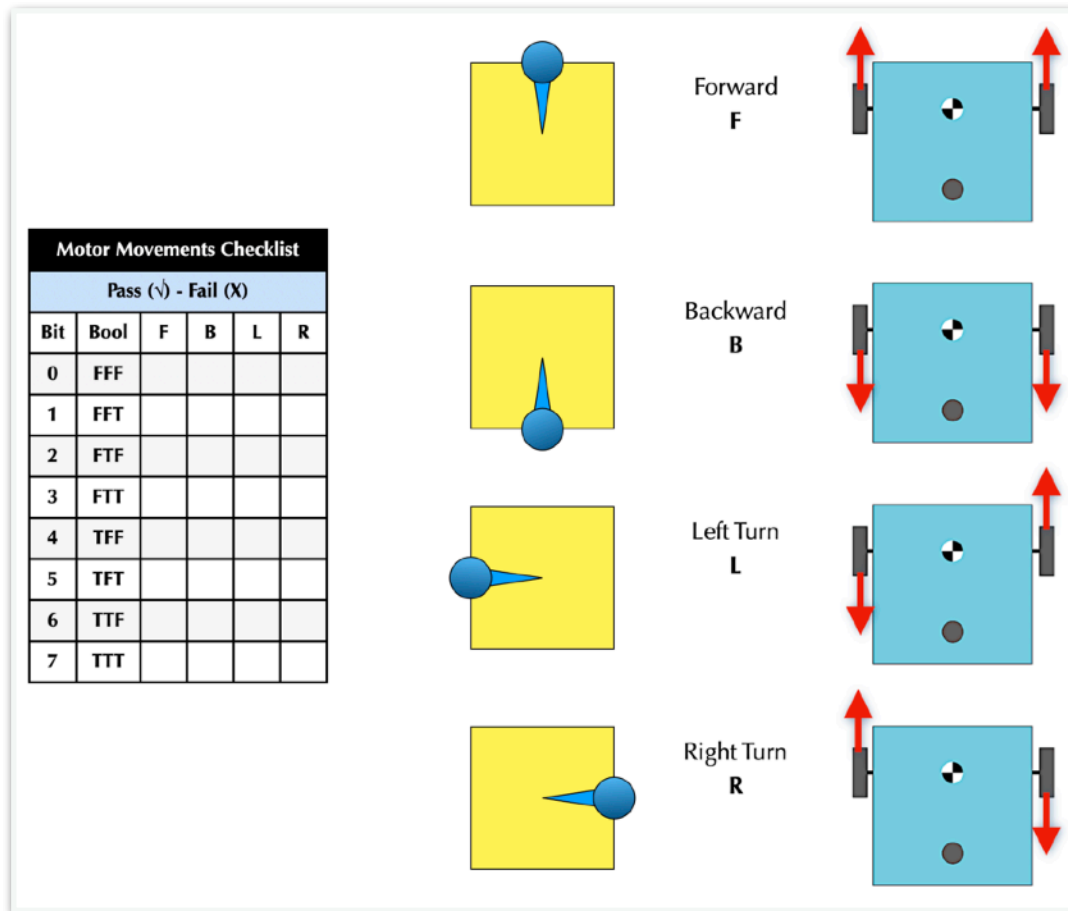 Motor Movements Checklist
Pass (√) - Fail (X)
Bit Bool F B L R
0 FFF
1 FFT
2 FTF
3 FTT
4 TFF
5 TFT
6 TTF
7 TTT
Forward
F
Backward
B
Left Turn
L
Right Turn
R